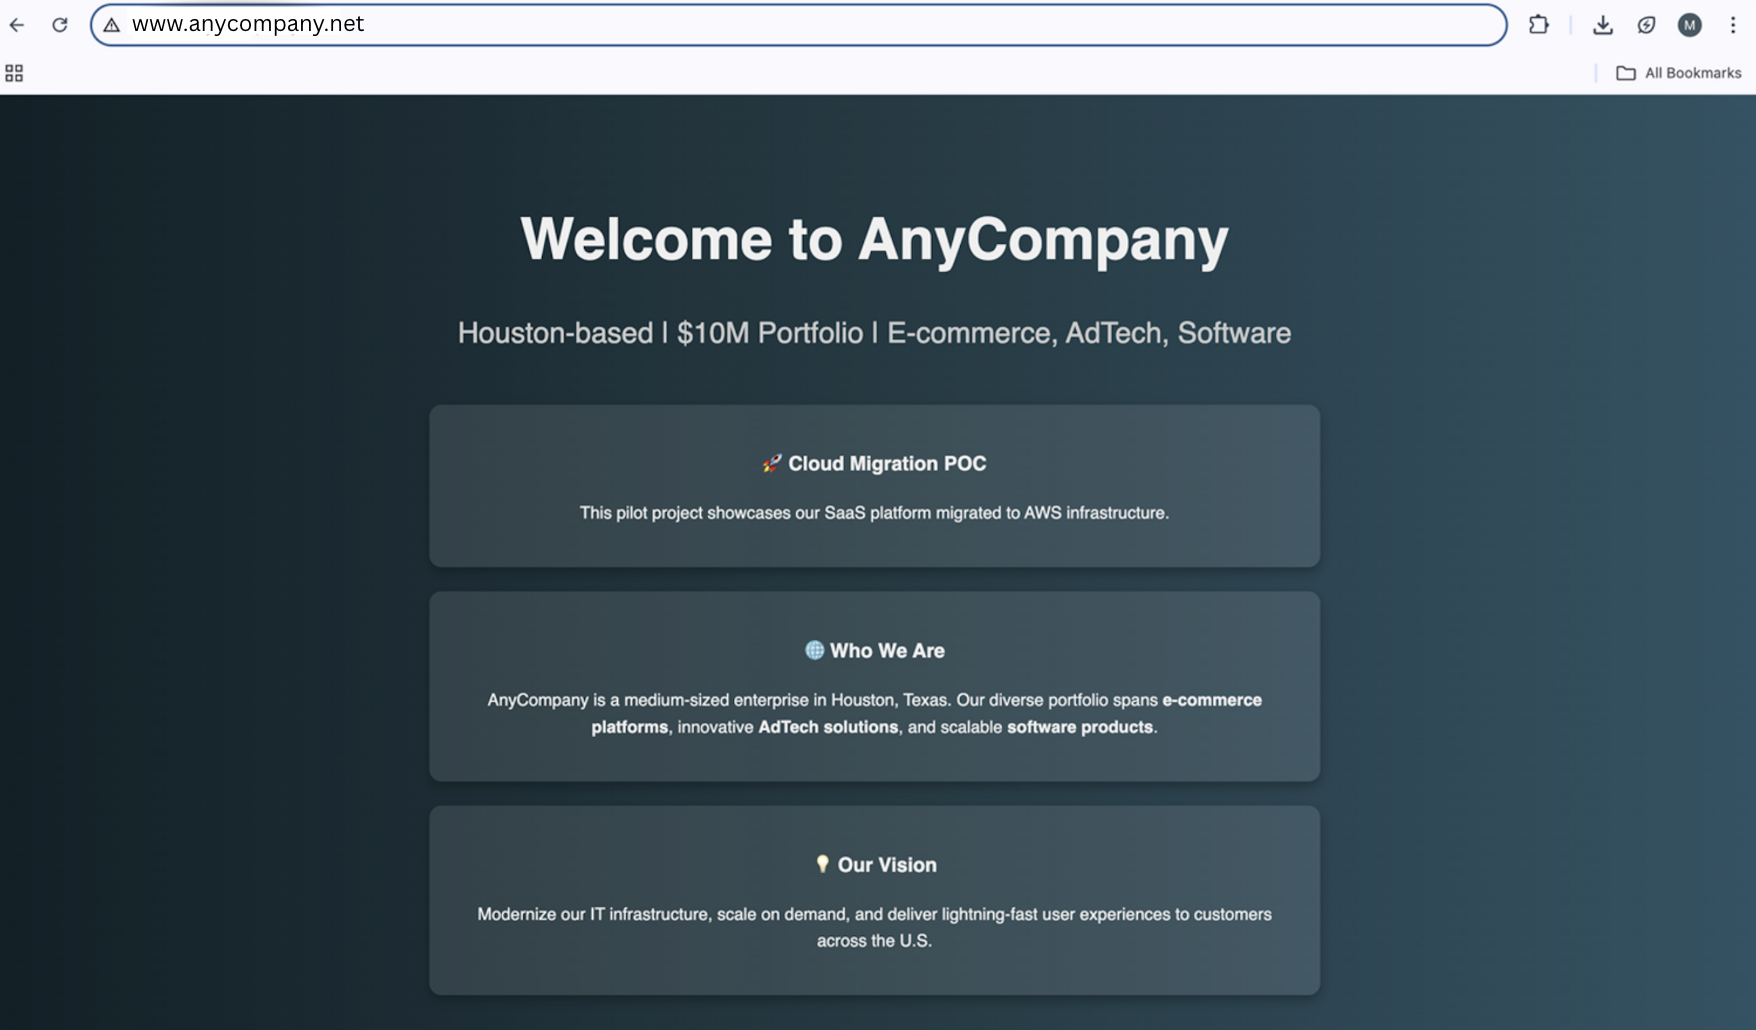 www.anycompany.net
M
All Bookmarks
Welcome to AnyCompany
Houston-based | $10M Portfolio | E-commerce, AdTech, Software
🚀 Cloud Migration POC
This pilot project showcases our SaaS platform migrated to AWS infrastructure.
🌐 Who We Are
AnyCompany is a medium-sized enterprise in Houston, Texas. Our diverse portfolio spans e-commerce
platforms, innovative AdTech solutions, and scalable software products.
💡 Our Vision
Modernize our IT infrastructure, scale on demand, and deliver lightning-fast user experiences to customers
across the U.S.